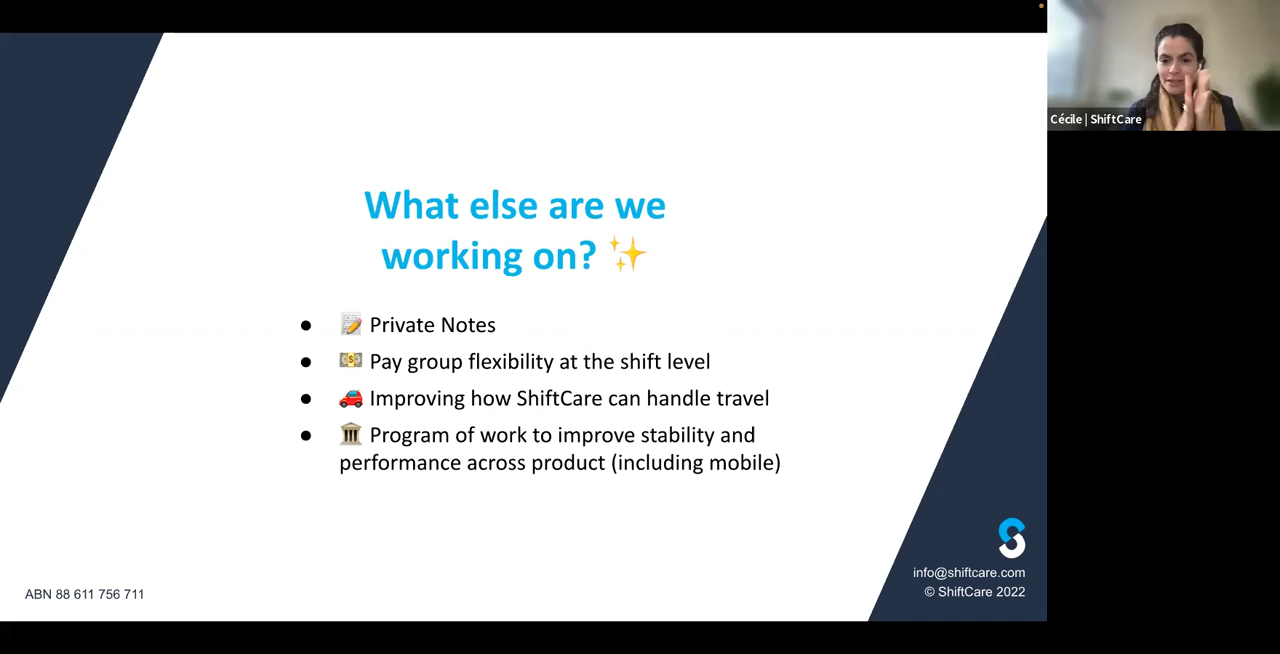 Cécile | ShiftCare
What else are we
working on? ✨
● 📝 Private Notes
● 💵 Pay group flexibility at the shift level
● 🚗 Improving how ShiftCare can handle travel
● 🏛 Program of work to improve stability and
performance across product (including mobile)
info@shiftcare.com
© ShiftCare 2022
ABN 88 611 756 711